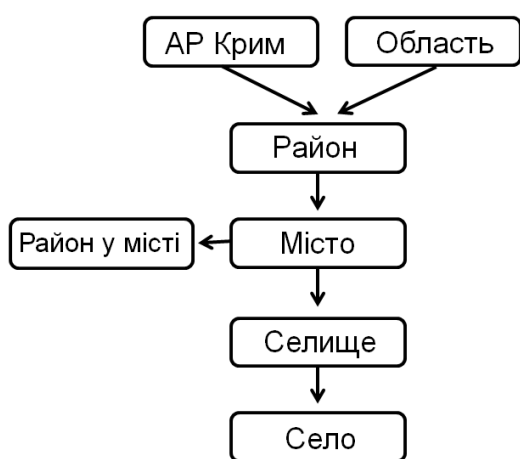 АР Крим
Область
Район
Район у місті
Місто
Селище
Село